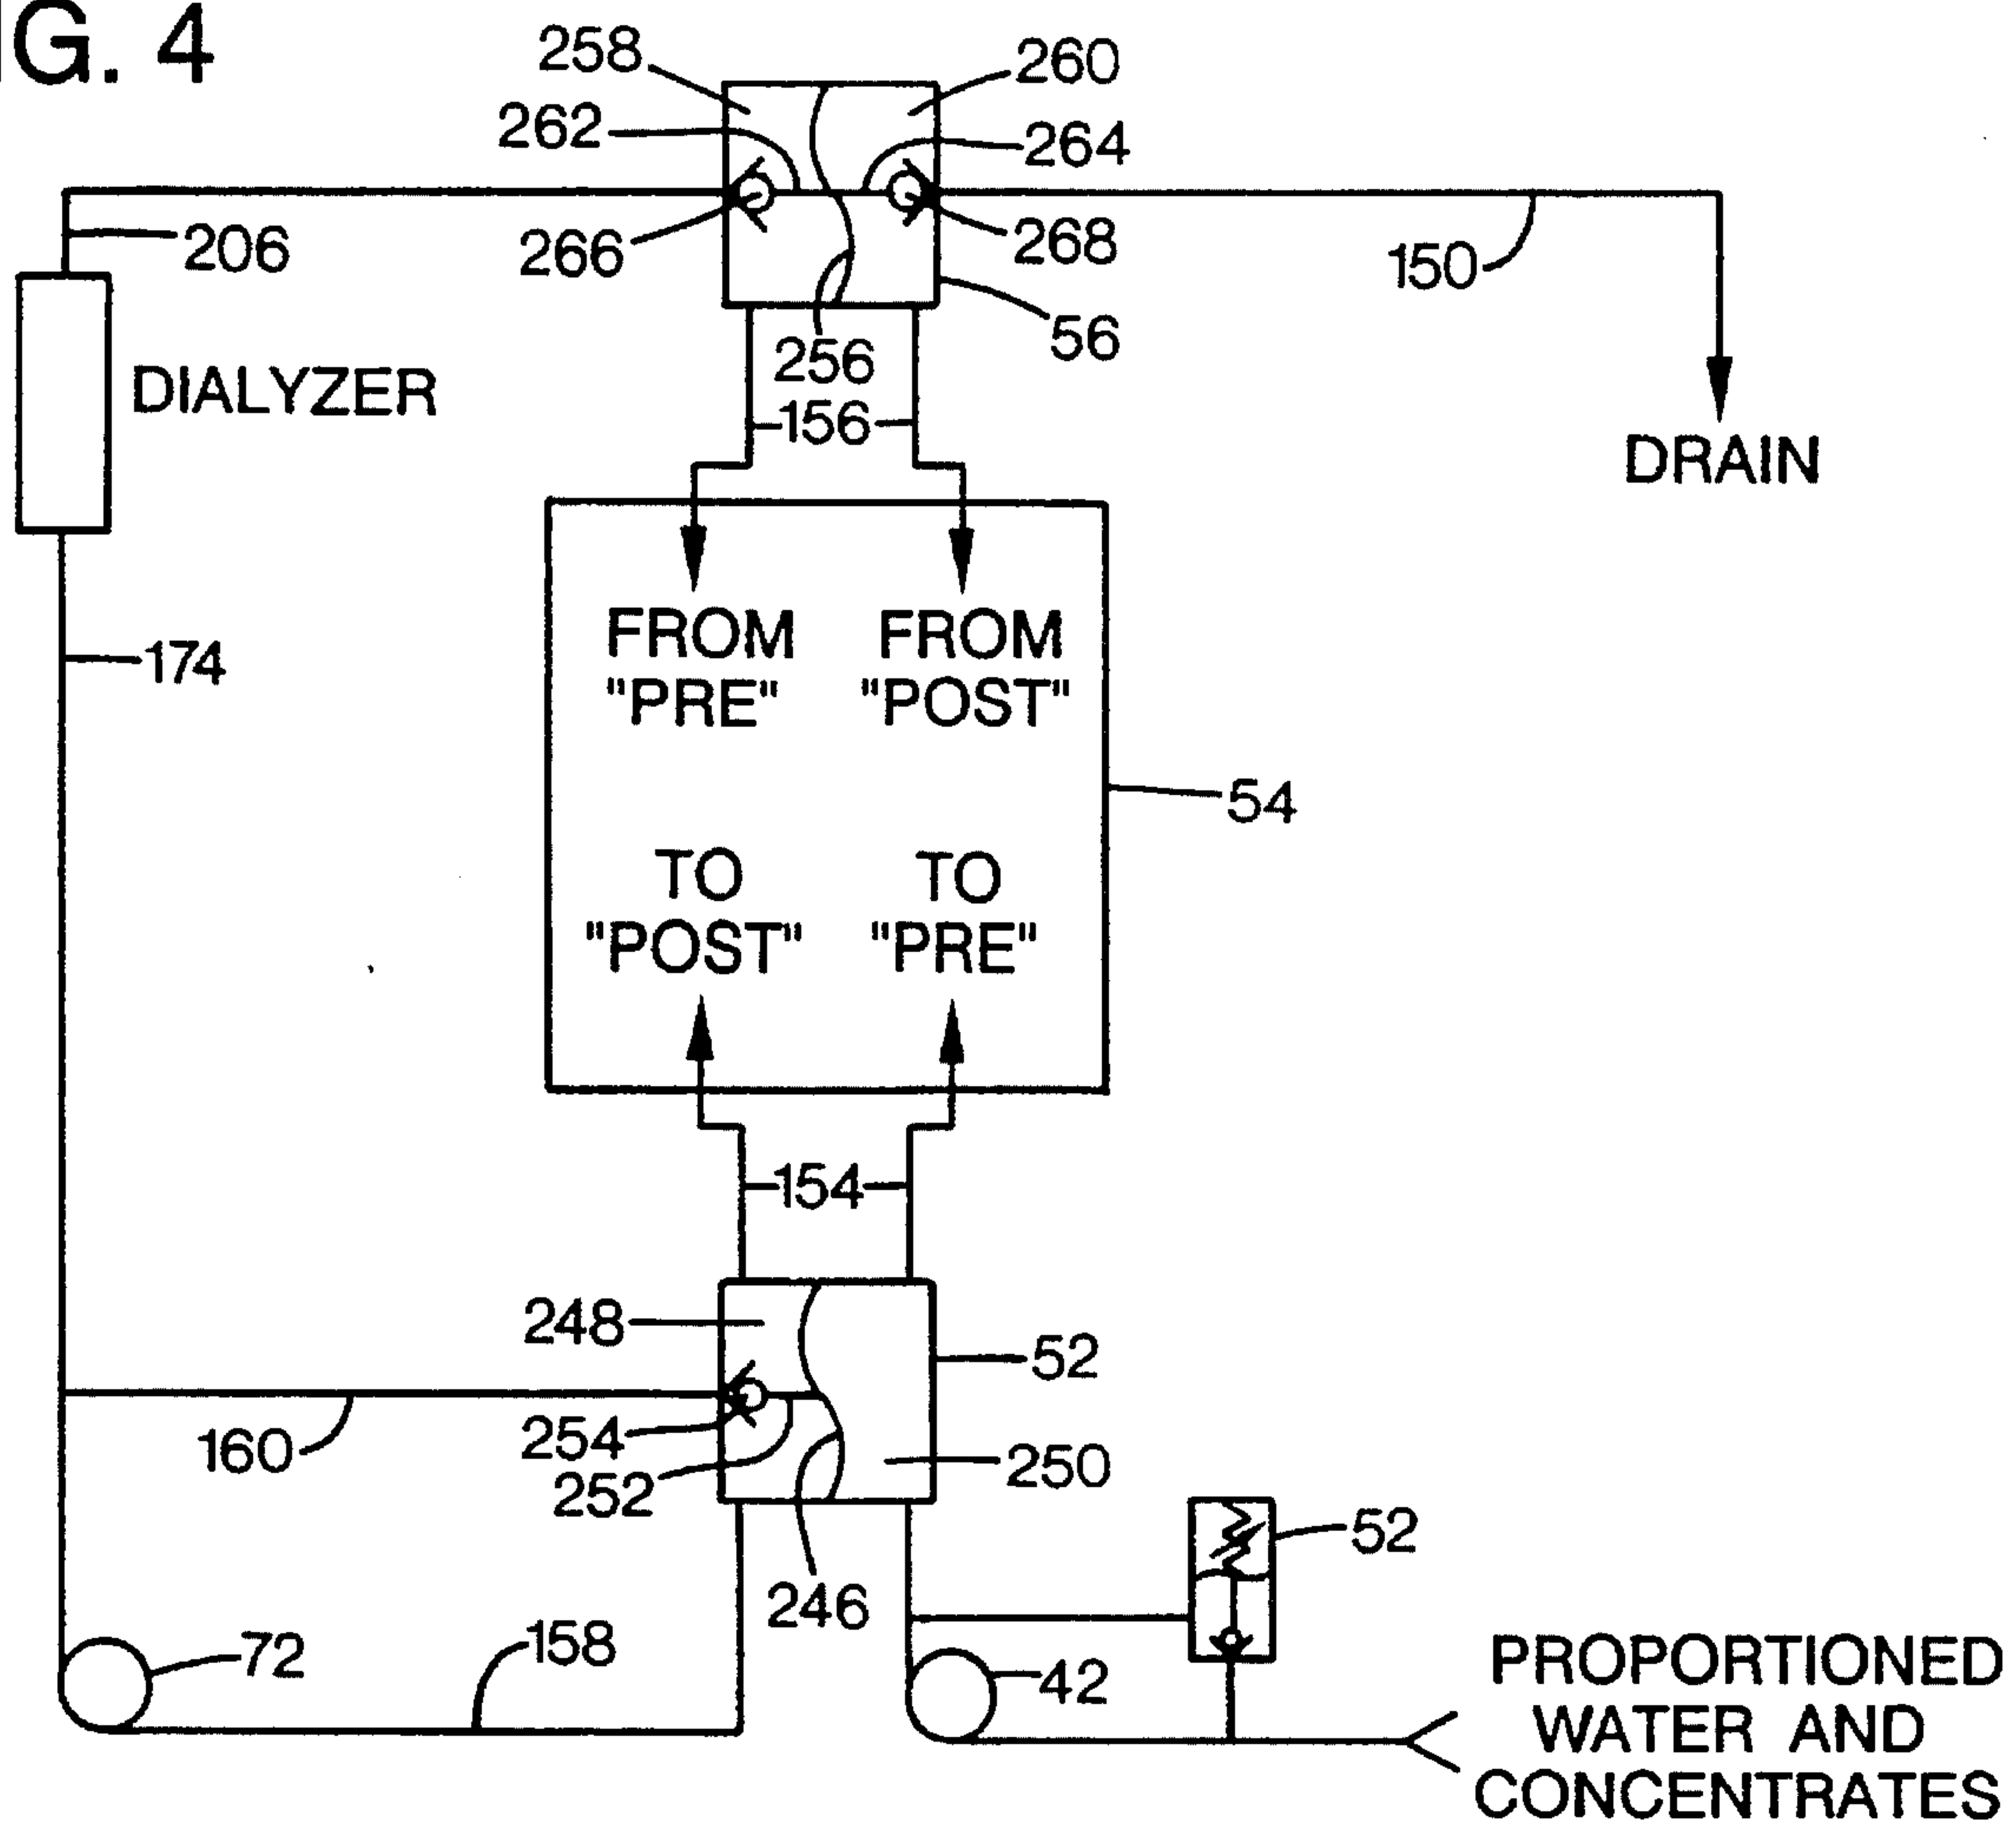 G. 4
258
260
262
264
206
266
268
150
56
256
DIALYZER
156
DRAIN
FROM "PRE"
FROM "POST"
174
54
TO "POST"
TO "PRE"
154
248
52
254
160
250
252
52
246
158
72
42
PROPORTIONED
WATER AND
CONCENTRATES